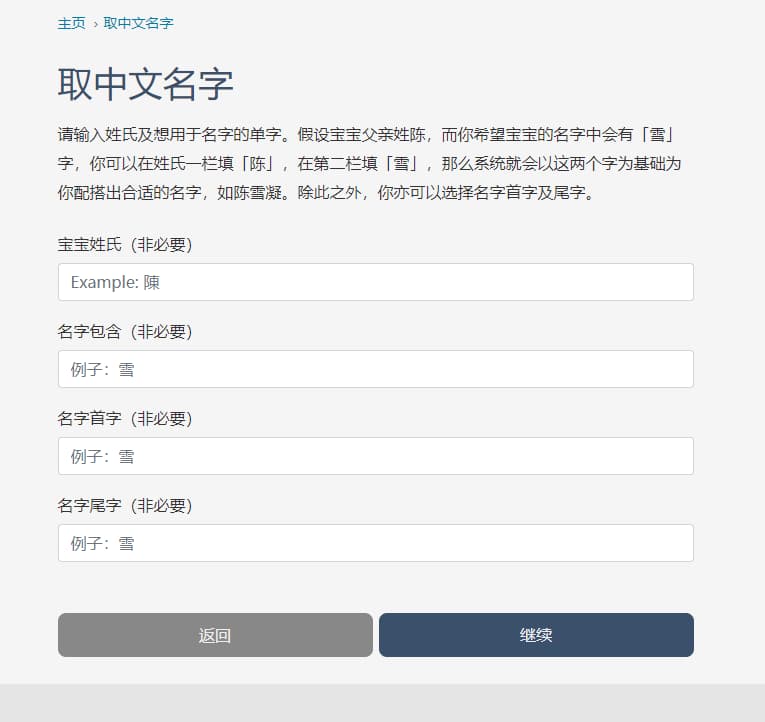 主页 › 取中文名字
取中文名字
请输入姓氏及想用于名字的单字。假设宝宝父亲姓陈，而你希望宝宝的名字中会有「雪」
字，你可以在姓氏一栏填「陈」，在第二栏填「雪」，那么系统就会以这两个字为基础为
你配搭出合适的名字，如陈雪凝。除此之外，你亦可以选择名字首字及尾字。
宝宝姓氏（非必要）
Example: 陳
名字包含（非必要）
例子：雪
名字首字（非必要）
例子：雪
名字尾字（非必要）
例子：雪
返回 继续